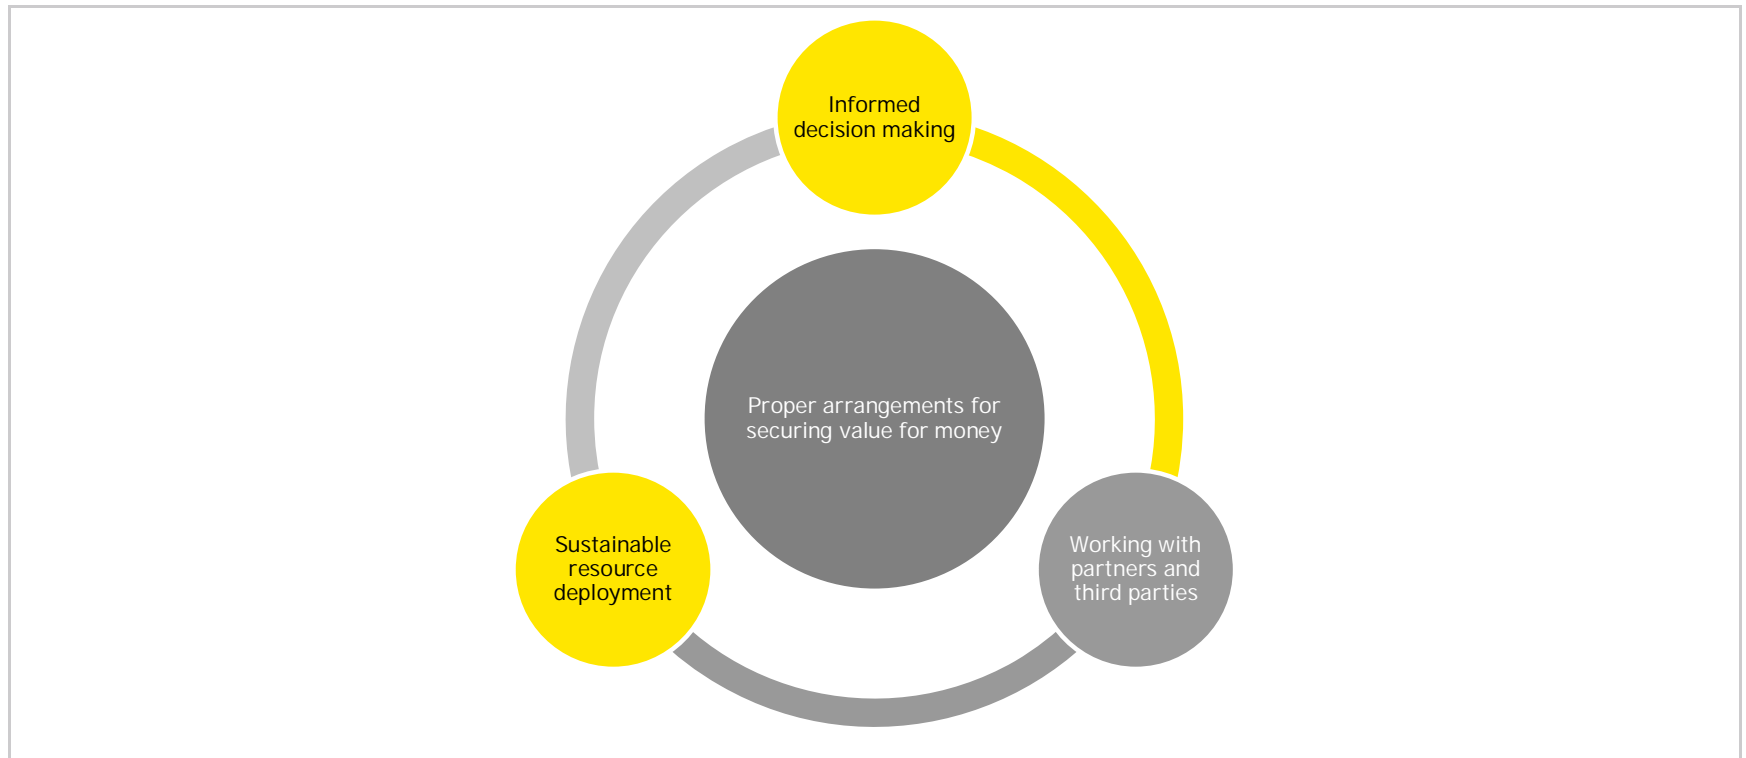 Informed
decision making
Proper arrangements for
securing value for money
Sustainable
resource
deployment
Working with
partners and
third parties